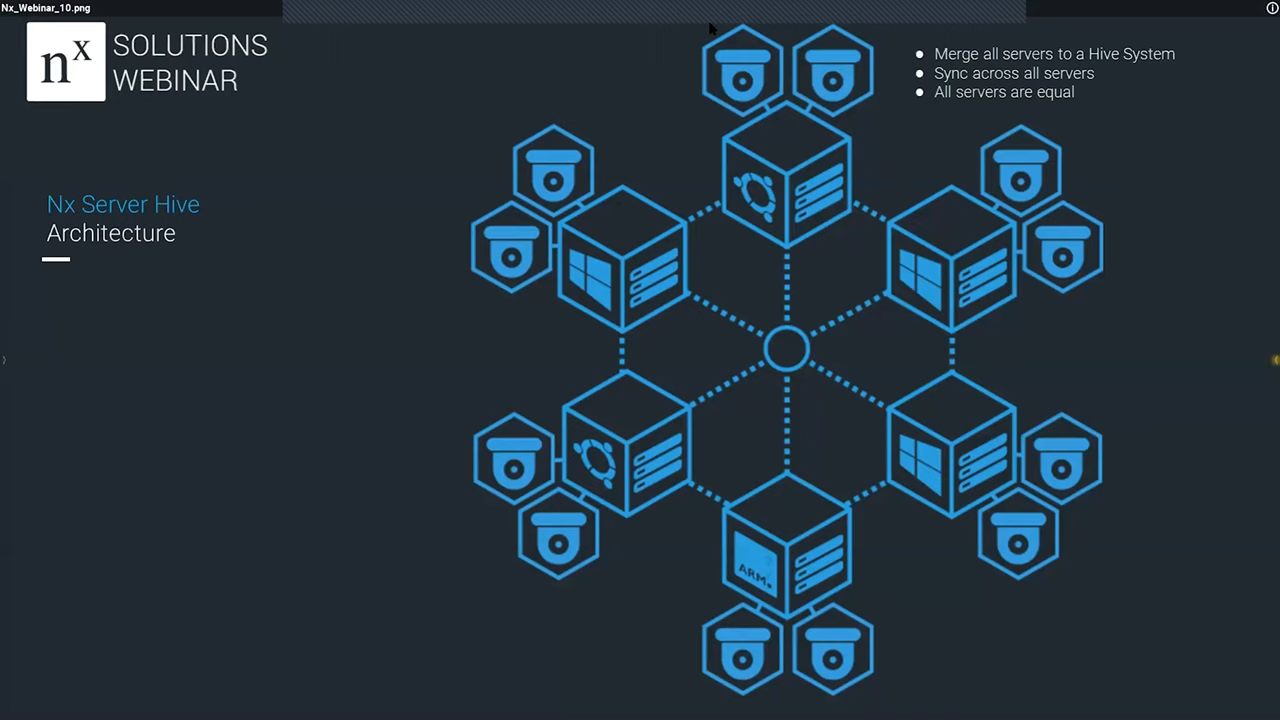 Nx_Webinar_10.png
nx
SOLUTIONS
WEBINAR
Merge all servers to a Hive System
Sync across all servers
All servers are equal
Nx Server Hive
Architecture
ARM.